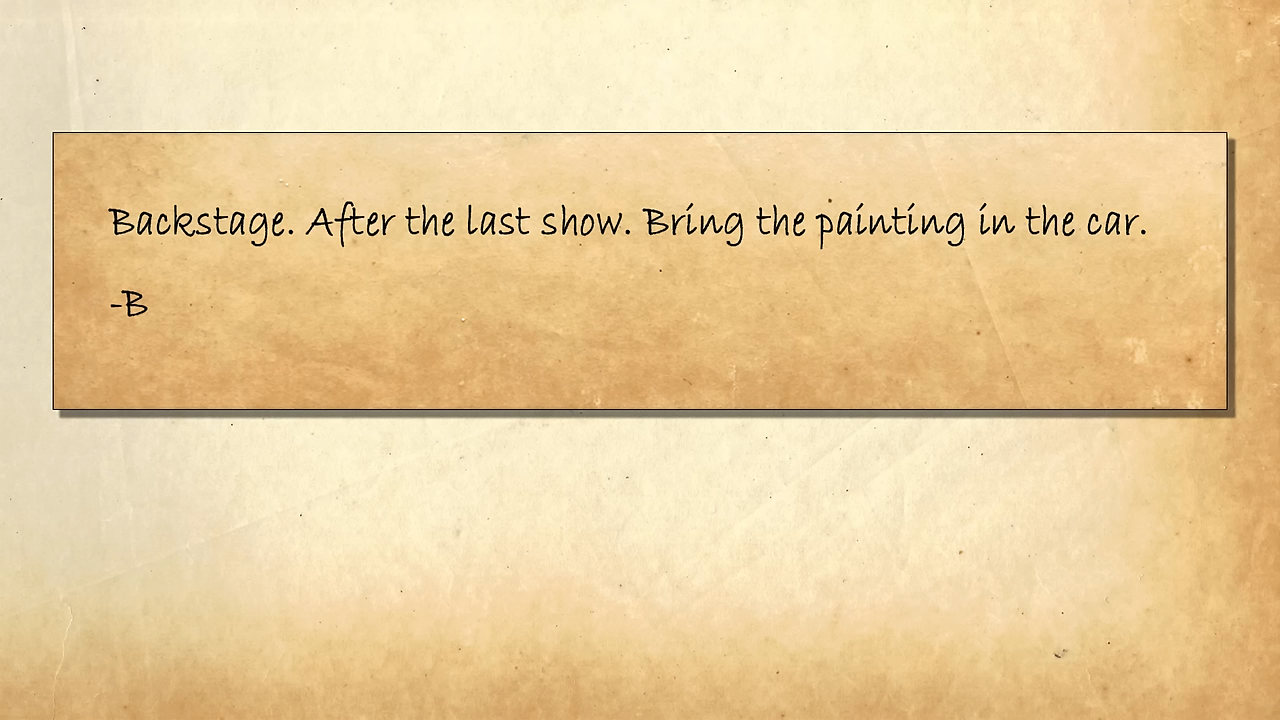 Backstage. After the last show. Bring the painting in the car.
-B